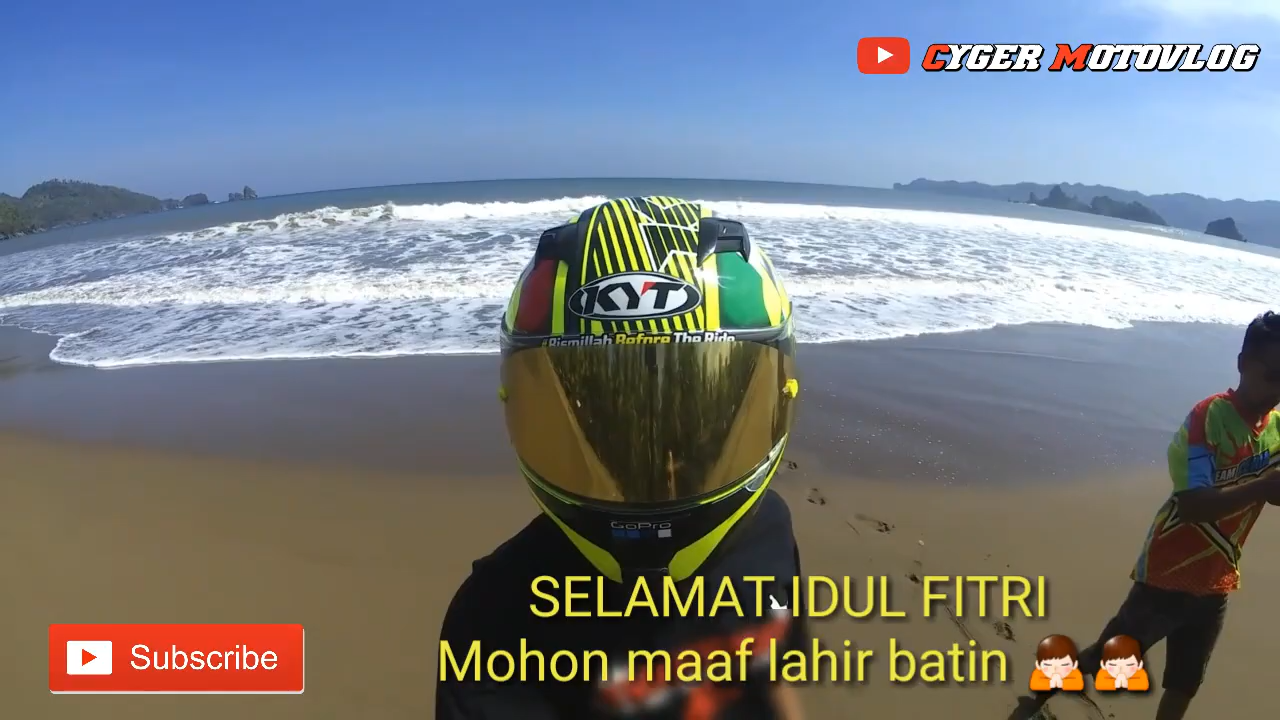 CYGER MOTOVLOG
KYT
#Bismillah Before The Ride
GoPro
SELAMAT IDUL FITRI
Mohon maaf lahir batin 🙏🙏
Subscribe